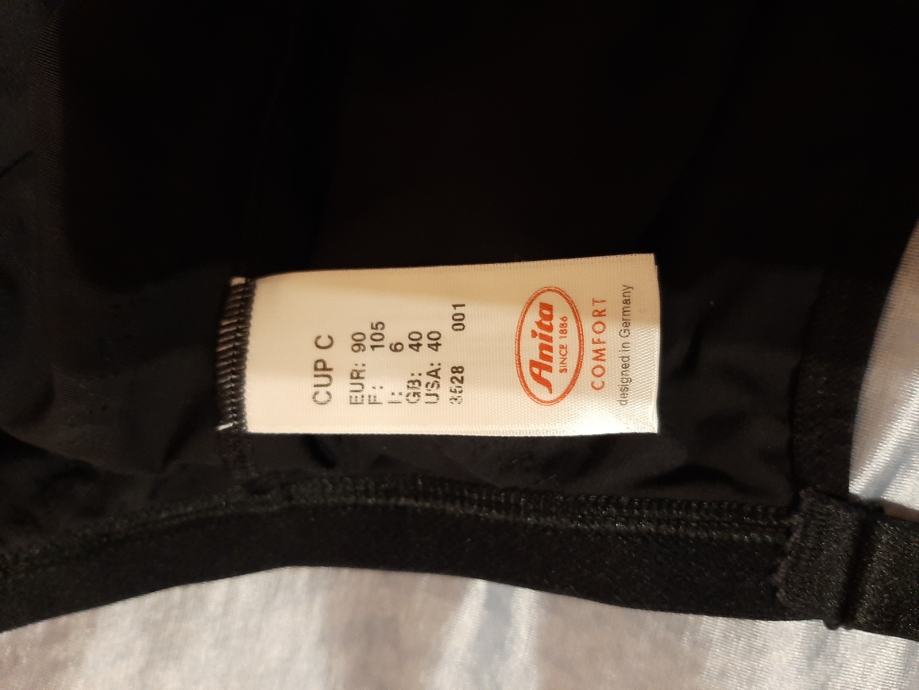 CUP C
EUR: 90
F: 105
I: 6
GB: 40
USA: 40
3528 001
Anita
SINCE 1886
COMFORT
designed in Germany